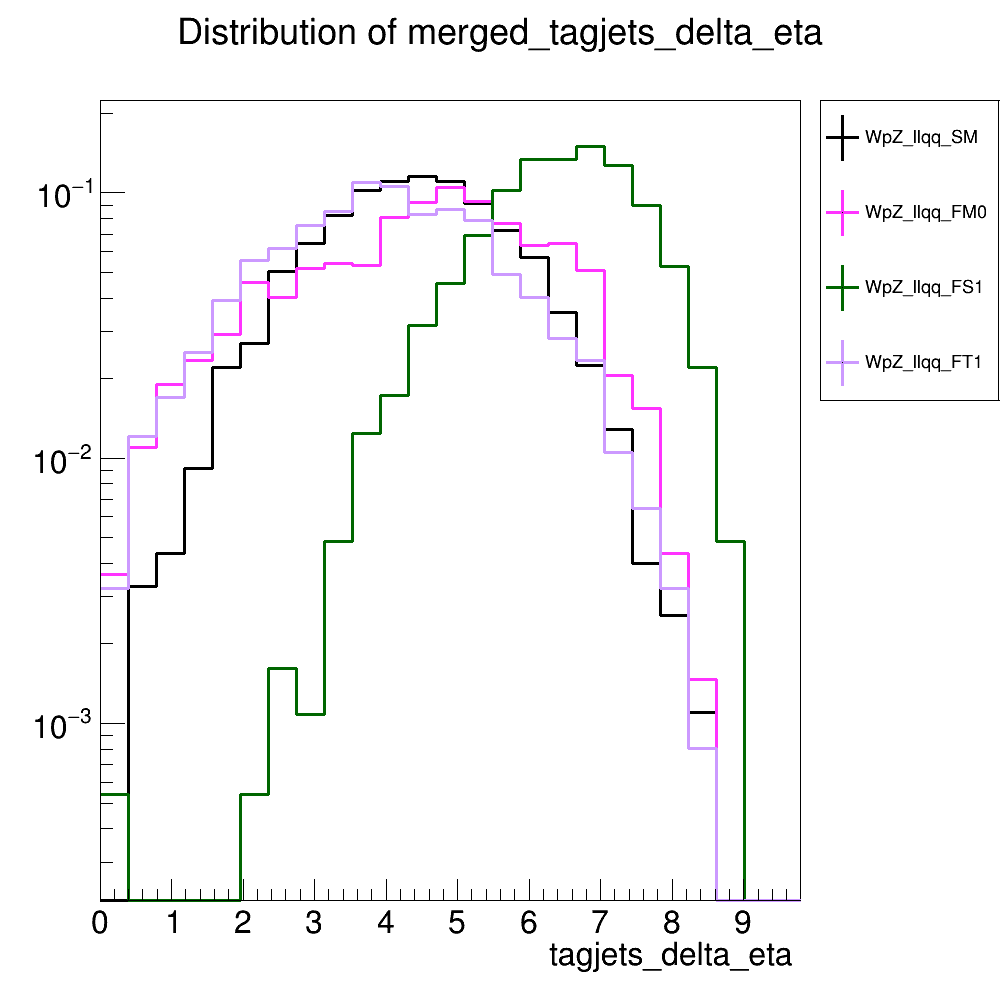 Distribution of merged_tagjets_delta_eta
WpZ_llqq_SM
WpZ_llqq_FM0
WpZ_llqq_FS1
WpZ_llqq_FT1
10−1
10−2
10−3
0 1 2 3 4 5 6 7 8 9
tagjets_delta_eta